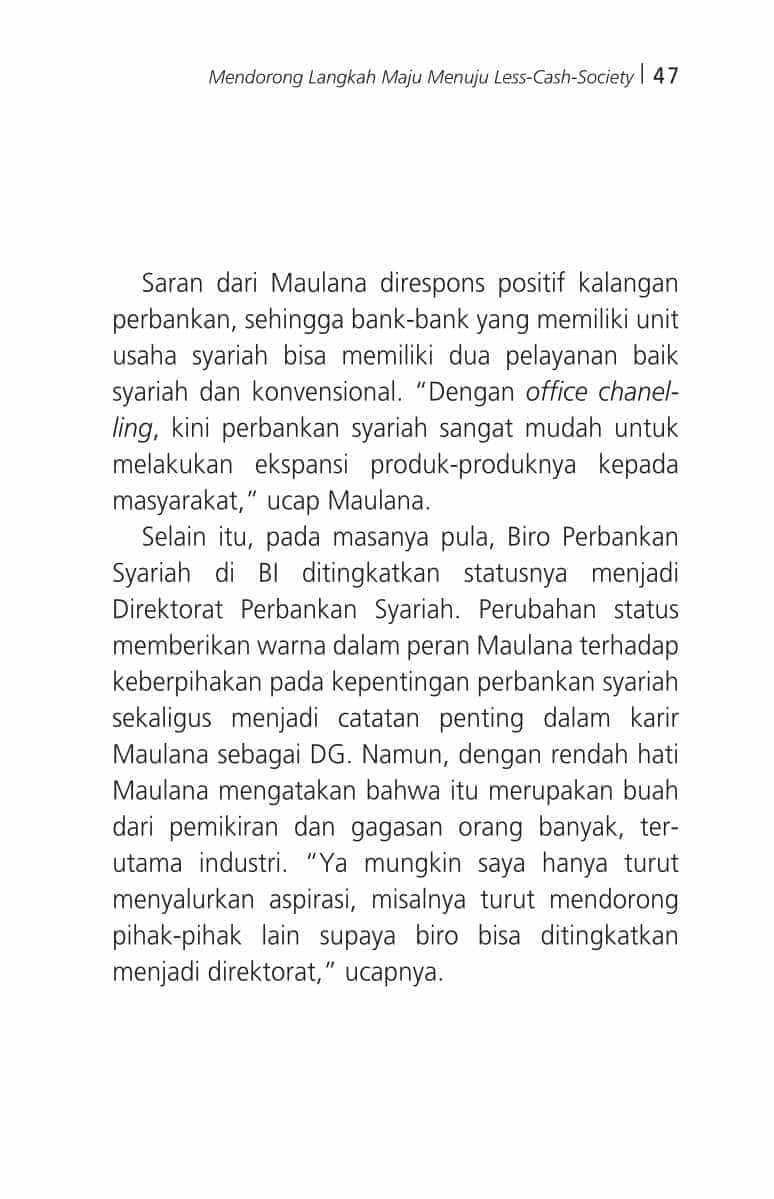 Mendorong Langkah Maju Menuju Less-Cash-Society | 47
Saran dari Maulana direspons positif kalangan
perbankan, sehingga bank-bank yang memiliki unit
usaha syariah bisa memiliki dua pelayanan baik
syariah dan konvensional. “Dengan office chanel-
ling, kini perbankan syariah sangat mudah untuk
melakukan ekspansi produk-produknya kepada
masyarakat,” ucap Maulana.
Selain itu, pada masanya pula, Biro Perbankan
Syariah di BI ditingkatkan statusnya menjadi
Direktorat Perbankan Syariah. Perubahan status
memberikan warna dalam peran Maulana terhadap
keberpihakan pada kepentingan perbankan syariah
sekaligus menjadi catatan penting dalam karir
Maulana sebagai DG. Namun, dengan rendah hati
Maulana mengatakan bahwa itu merupakan buah
dari pemikiran dan gagasan orang banyak, ter-
utama industri. “Ya mungkin saya hanya turut
menyalurkan aspirasi, misalnya turut mendorong
pihak-pihak lain supaya biro bisa ditingkatkan
menjadi direktorat,” ucapnya.